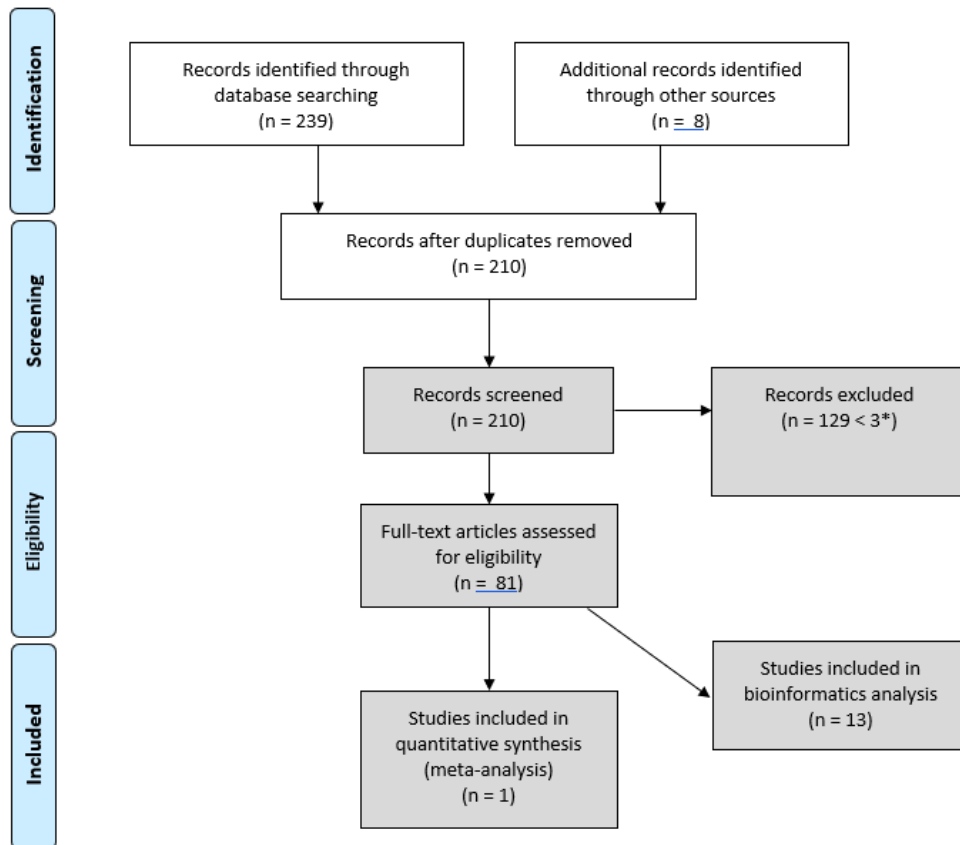 Identification
Records identified through
database searching
(n = 239)
Additional records identified
through other sources
(n = 8)
Screening
Records after duplicates removed
(n = 210)
Records screened
(n = 210)
Records excluded
(n = 129 < 3*)
Eligibility
Full-text articles assessed
for eligibility
(n = 81)
Included
Studies included in
quantitative synthesis
(meta-analysis)
(n = 1)
Studies included in
bioinformatics analysis
(n = 13)